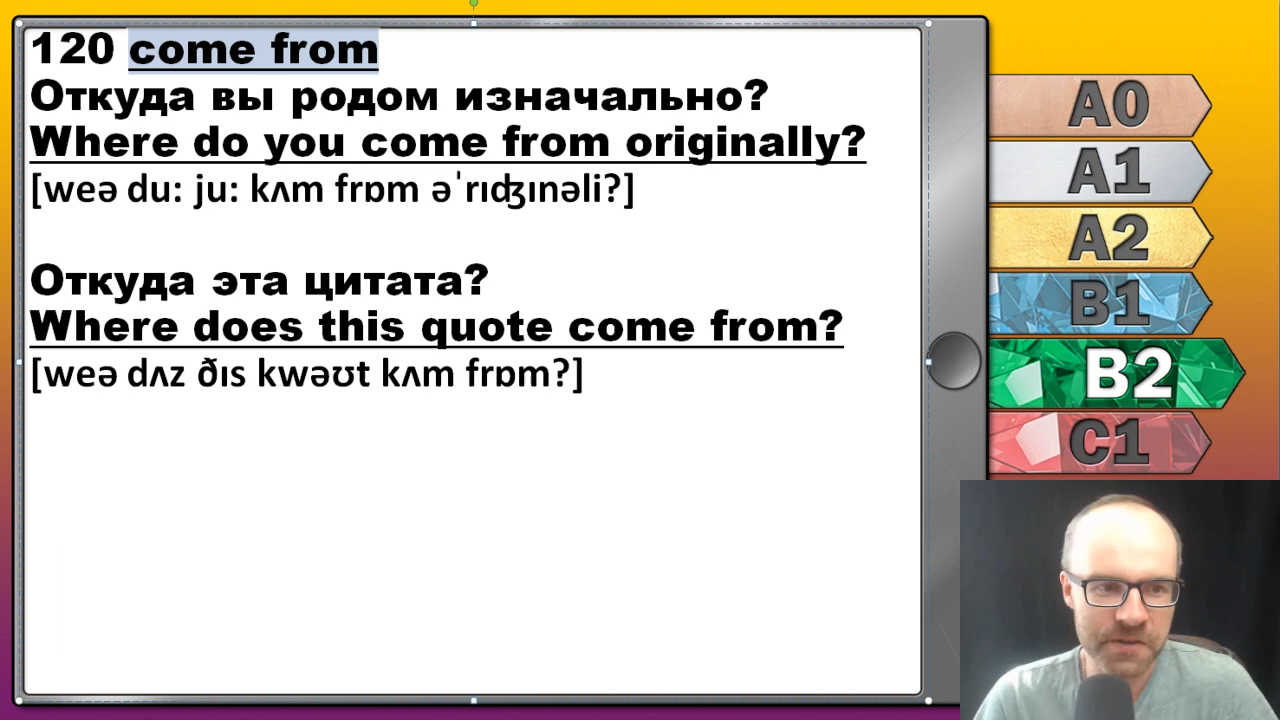 120 come from
Откуда вы родом изначально?
Where do you come from originally?
[weə du: ju: kʌm frɒm əˈrɪʤɪnəli?]
Откуда эта цитата?
Where does this quote come from?
[weə dʌz ðɪs kwəʊt kʌm frɒm?]
A0
A1
A2
B1
B2
C1